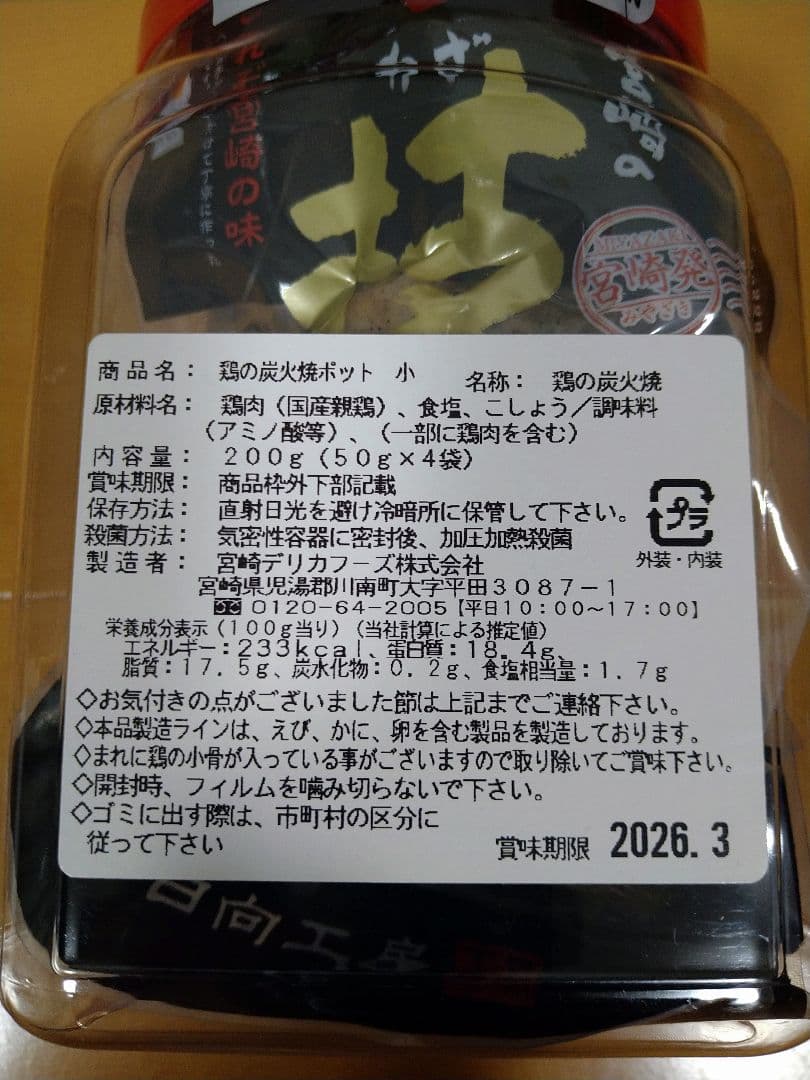 宮崎の
わざ
技
これぞ宮崎の味
MIYAZAKI
宮崎発
みやざき
商品名： 鶏の炭火焼ポット 小 名称： 鶏の炭火焼
原材料名： 鶏肉（国産親鶏）、食塩、こしょう／調味料
（アミノ酸等）、（一部に鶏肉を含む）
内容量： ２００ｇ（５０ｇ×４袋）
賞味期限： 商品枠外下部記載
保存方法： 直射日光を避け冷暗所に保管して下さい。
殺菌方法： 気密性容器に密封後、加圧加熱殺菌
プラ
外装・内装
製造者： 宮崎デリカフーズ株式会社
宮崎県児湯郡川南町大字平田３０８７－１
０１２０－６４－２００５【平日１０：００～１７：００】
栄養成分表示（１００ｇ当り）（当社計算による推定値）
エネルギー：２３３ｋｃａｌ、蛋白質：１８．４ｇ、
脂質：１７．５ｇ、炭水化物：０．２ｇ、食塩相当量：１．７ｇ
◇お気付きの点がございました節は上記までご連絡下さい。
◇本品製造ラインは、えび、かに、卵を含む製品を製造しております。
◇まれに鶏の小骨が入っている事がございますので取り除いてご賞味下さい。
◇開封時、フィルムを噛み切らないで下さい。
◇ゴミに出す際は、市町村の区分に
従って下さい
賞味期限 2026. 3
日向工房